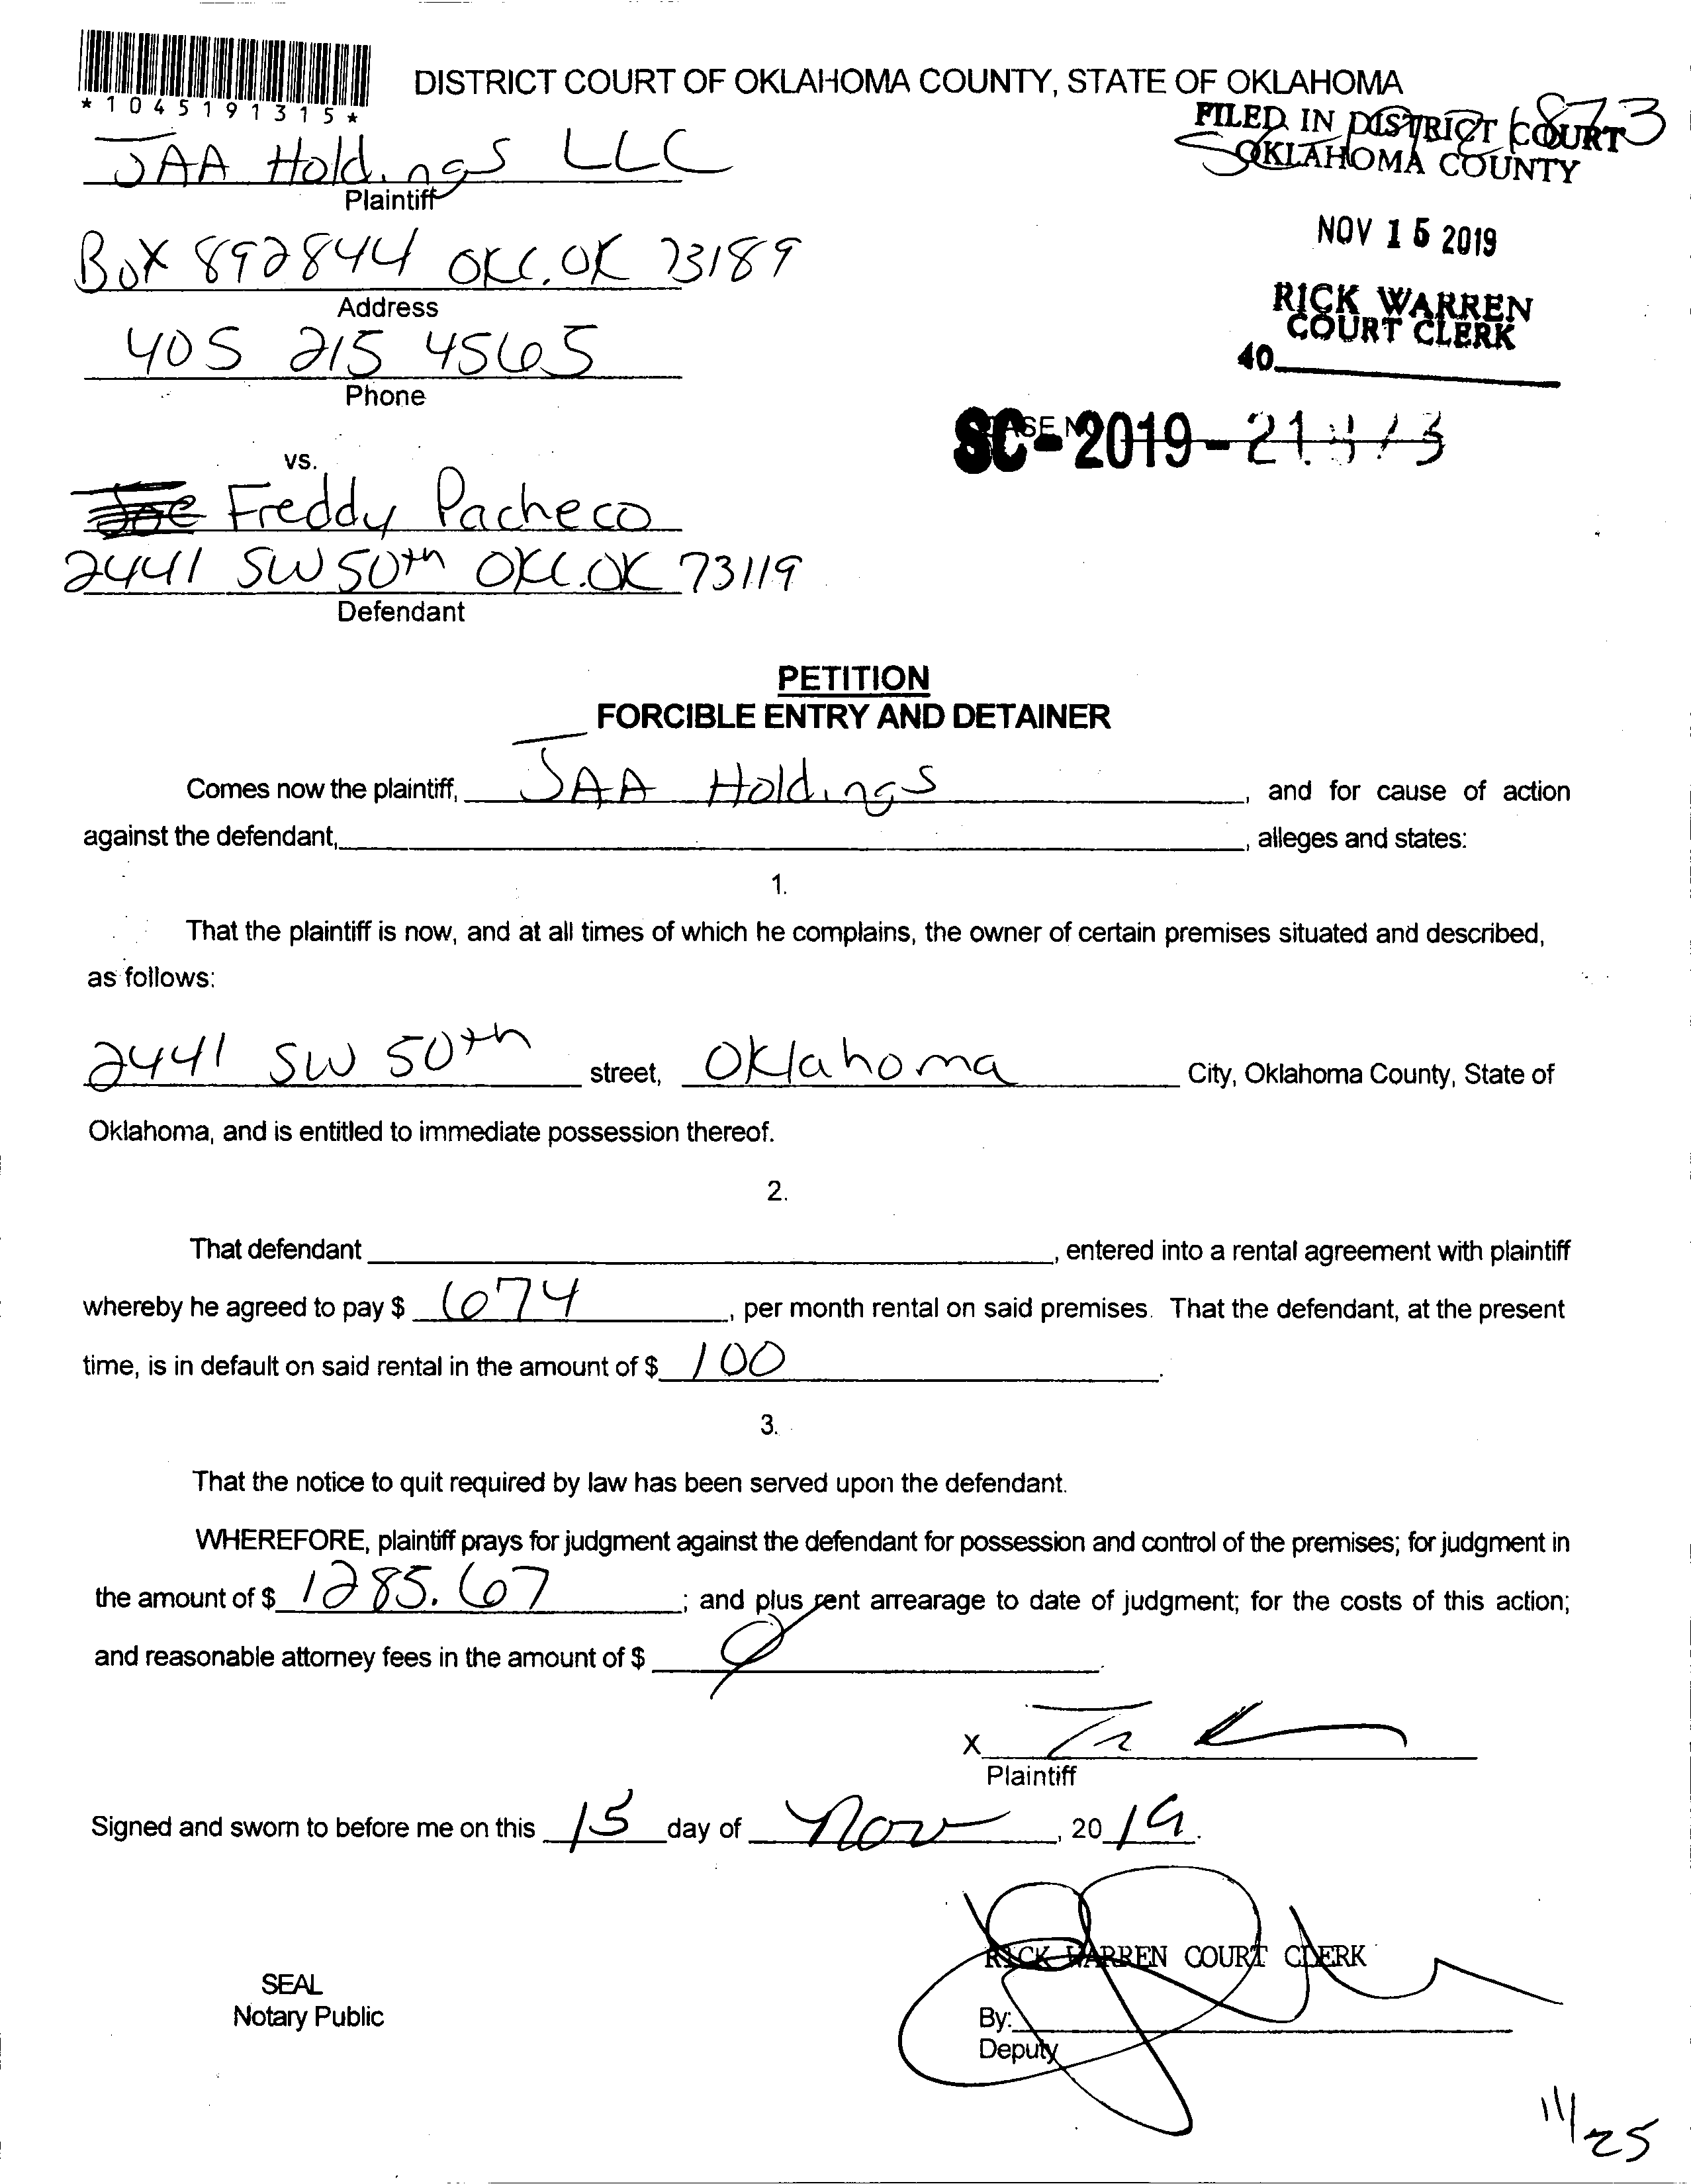 *1045191315*
DISTRICT COURT OF OKLAHOMA COUNTY, STATE OF OKLAHOMA
FILED IN DISTRICT COURT
OKLAHOMA COUNTY
JAA Holdings LLC
Plaintiff
NOV 15 2019
Box 892844 OKC. OK 73189
Address
RICK WARREN
COURT CLERK
40
405 215 4565
Phone
SC-2019-
vs.
Freddy Pacheco
2441 SW 50th OKC. OK 73119
Defendant
PETITION
FORCIBLE ENTRY AND DETAINER
Comes now the plaintiff, JAA Holdings, and for cause of action
against the defendant, , alleges and states:
1.
That the plaintiff is now, and at all times of which he complains, the owner of certain premises situated and described,
as follows:
2441 SW 50th street, Oklahoma City, Oklahoma County, State of
Oklahoma, and is entitled to immediate possession thereof.
2.
That defendant , entered into a rental agreement with plaintiff
whereby he agreed to pay $ 674, per month rental on said premises. That the defendant, at the present
time, is in default on said rental in the amount of $ 100.
3.
That the notice to quit required by law has been served upon the defendant.
WHEREFORE, plaintiff prays for judgment against the defendant for possession and control of the premises; for judgment in
the amount of $ 1285.67; and plus rent arrearage to date of judgment; for the costs of this action;
and reasonable attorney fees in the amount of $ 0.
X
Plaintiff
Signed and sworn to before me on this 15 day of Nov, 2019.
RICK WARREN COURT CLERK
SEAL
Notary Public
By:
Deputy
11/25